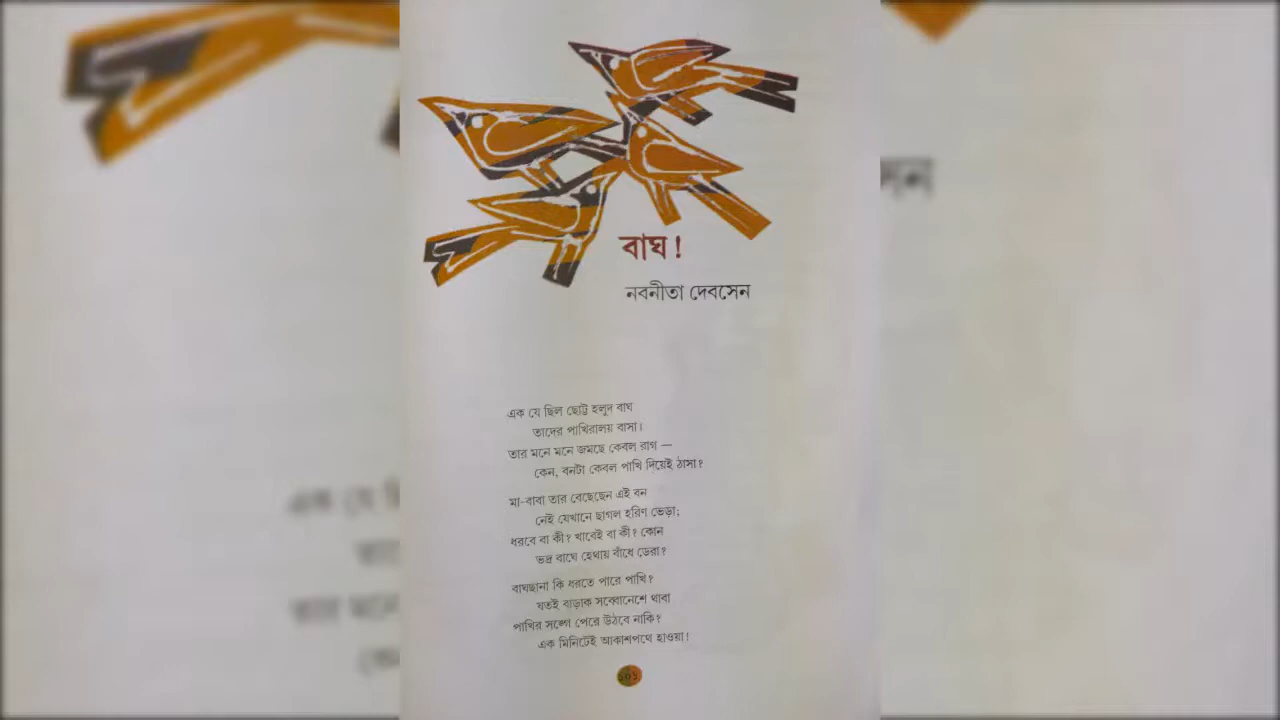 বাঘ !
নবনীতা দেবসেন
এক যে ছিল ছোট্ট হলুদ বাঘ
তাদের পাখিরালয় বাসা।
তার মনে মনে জমছে কেবল রাগ —
কেন, বনটা কেবল পাখি দিয়েই ঠাসা?
মা-বাবা তার বেছেছেন এই বন
নেই যেখানে ছাগল হরিণ ভেড়া;
ধরবে বা কী? খাবেই বা কী? কোন
ভদ্র বাঘে হেথায় বাঁধে ডেরা?
বাঘছানা কি ধরতে পারে পাখি?
যতই বাড়াক সব্বোনেশে থাবা
পাখির সঙ্গে পেরে উঠবে নাকি?
এক মিনিটেই আকাশপথে হাওয়া!